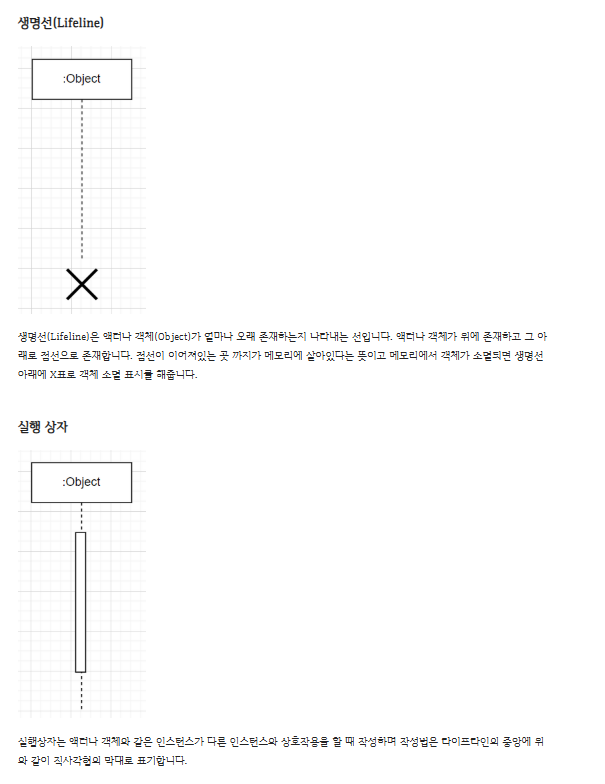 생명선(Lifeline)
:Object
생명선(Lifeline)은 액터나 객체(Object)가 얼마나 오래 존재하는지 나타내는 선입니다. 액터나 객체가 위에 존재하고 그 아
래로 점선으로 존재합니다. 점선이 이어져있는 곳 까지가 메모리에 살아있다는 뜻이고 메모리에서 객체가 소멸되면 생명선
아래에 X표로 객체 소멸 표시를 해줍니다.
실행 상자
:Object
실행상자는 액터나 객체와 같은 인스턴스가 다른 인스턴스와 상호작용을 할 때 작성하며 작성법은 라이프라인의 중앙에 위
와 같이 직사각형의 막대로 표기합니다.